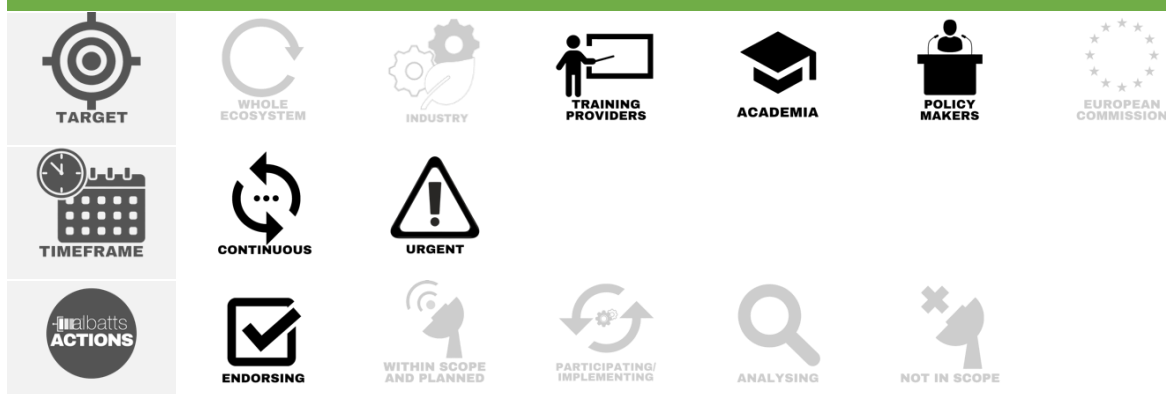 TARGET
WHOLE
ECOSYSTEM
INDUSTRY
TRAINING
PROVIDERS
ACADEMIA
POLICY
MAKERS
EUROPEAN
COMMISSION
TIMEFRAME
CONTINUOUS
URGENT
albatts
ACTIONS
ENDORSING
WITHIN SCOPE
AND PLANNED
PARTICIPATING/
IMPLEMENTING
ANALYSING
NOT IN SCOPE